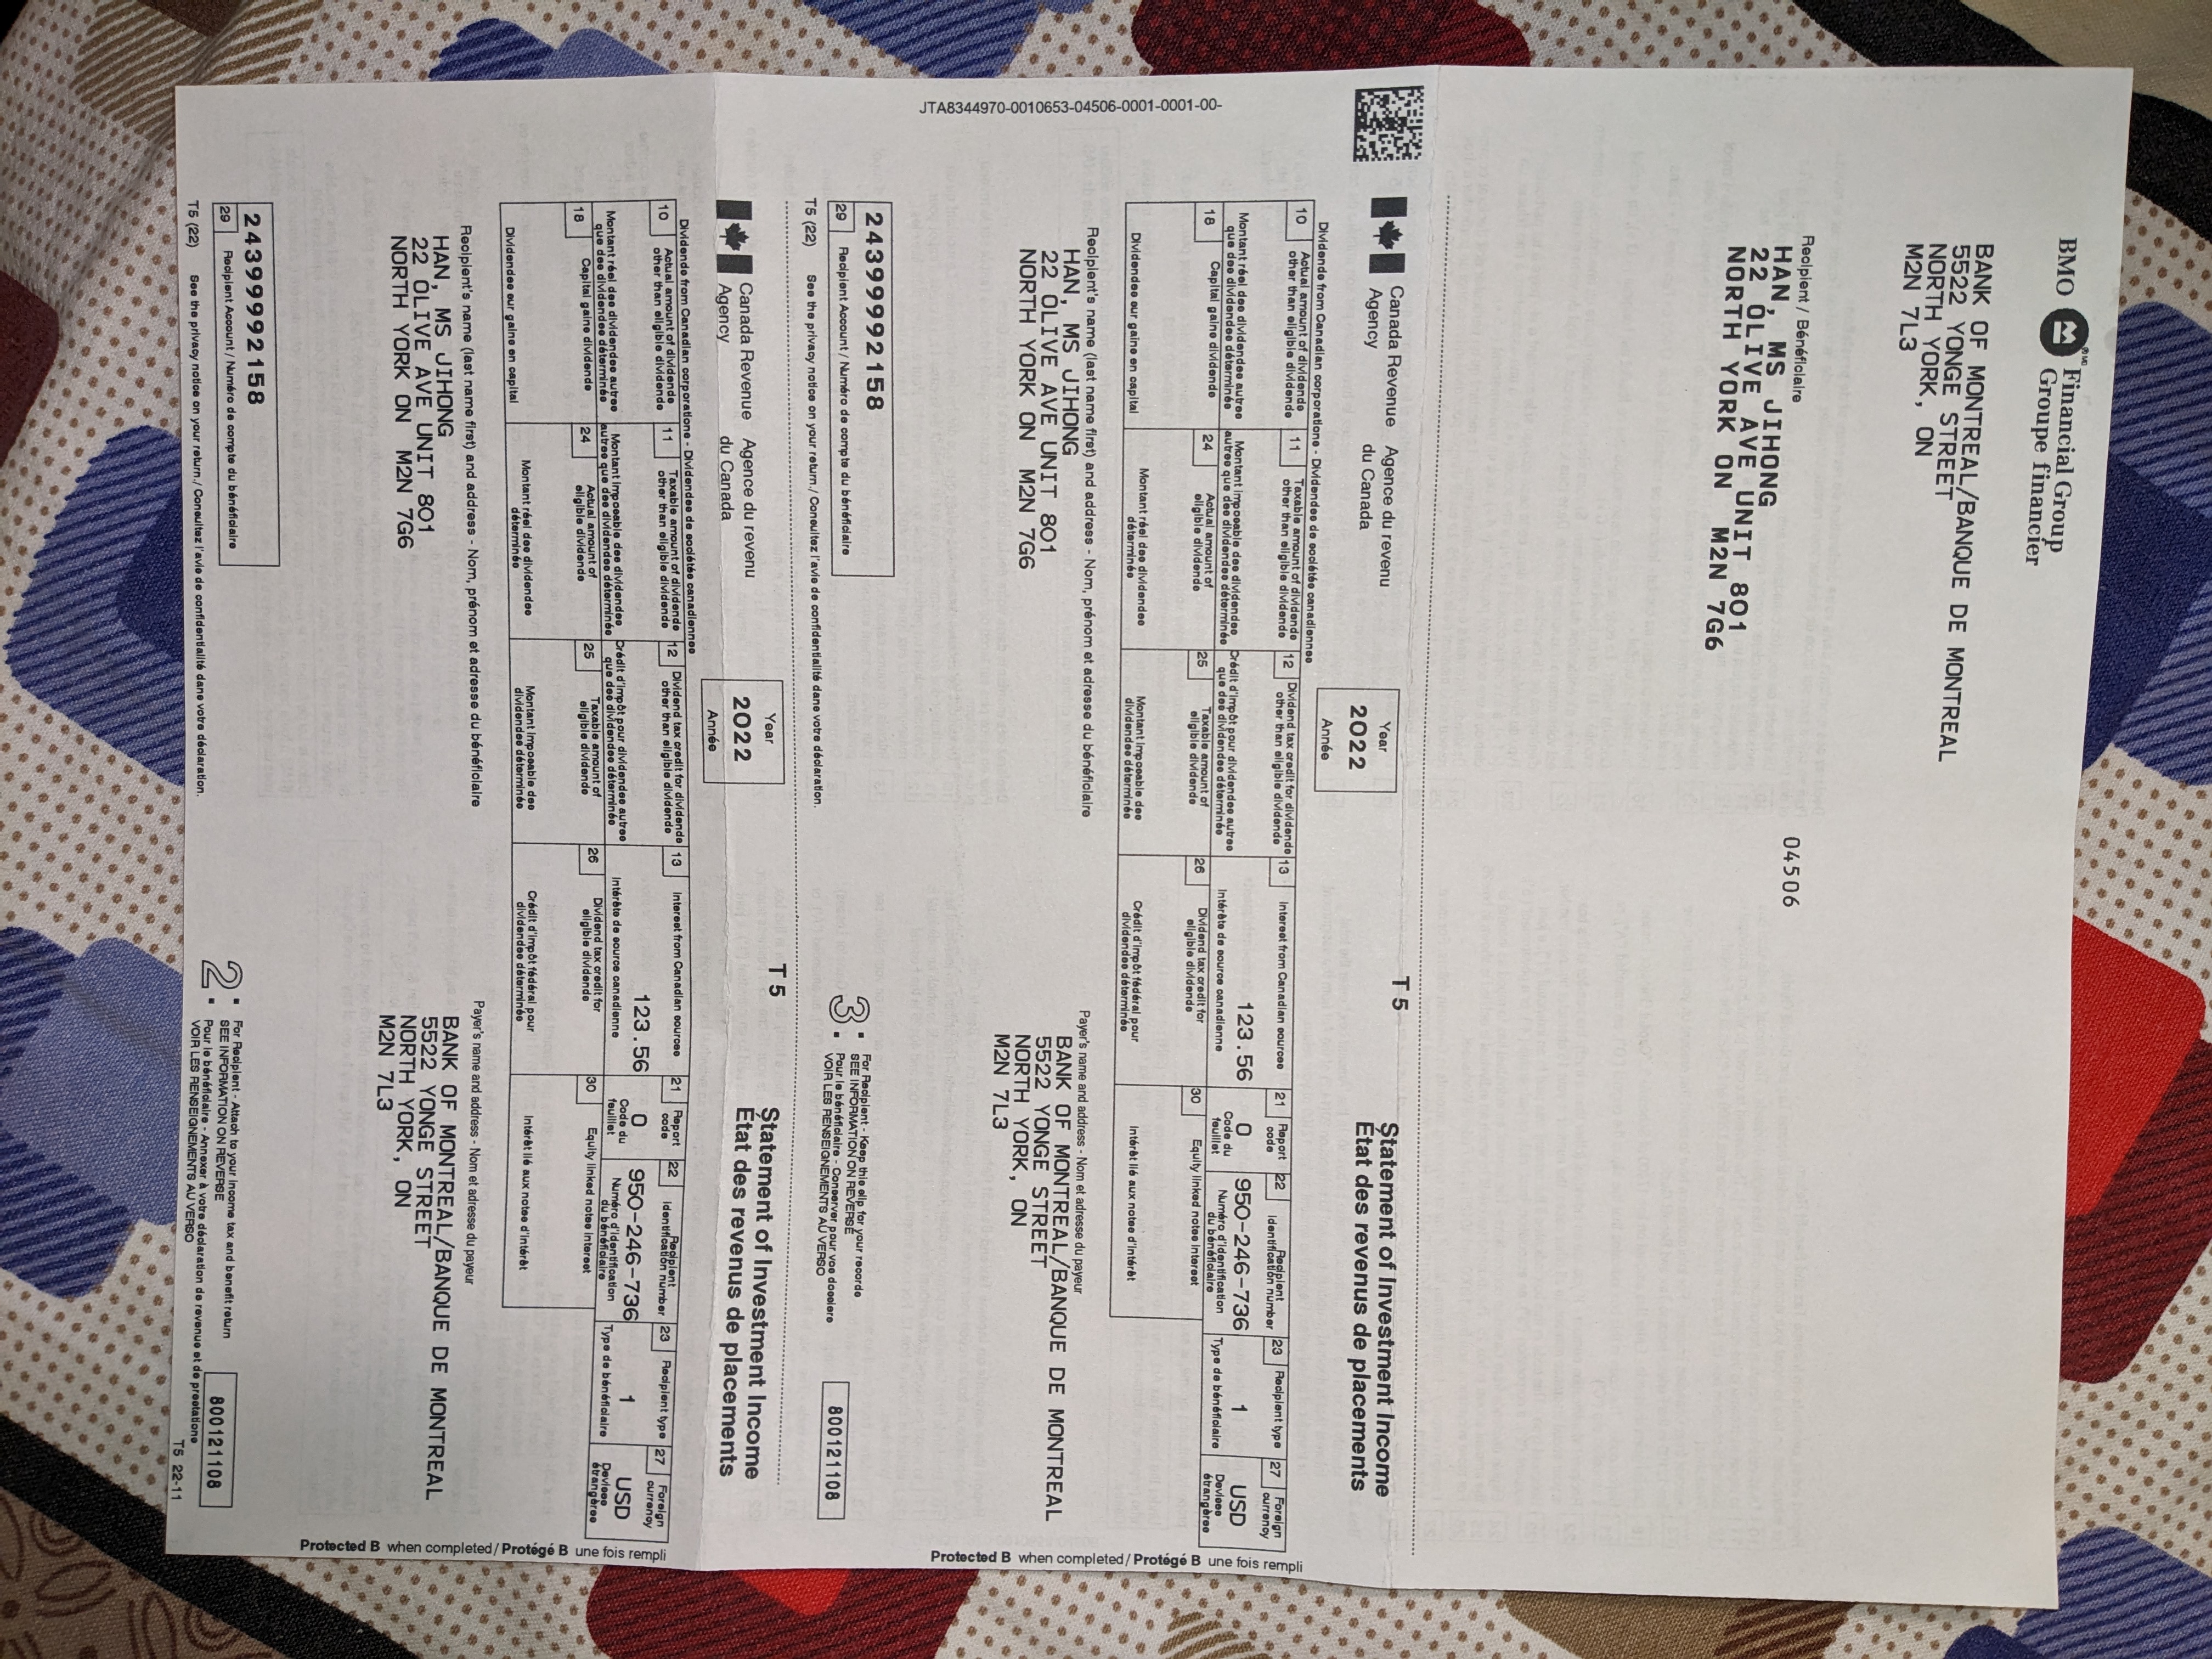 BMO Financial Group
Groupe financier
BANK OF MONTREAL/BANQUE DE MONTREAL
5522 YONGE STREET
NORTH YORK, ON
M2N 7L3
Recipient / Bénéficiaire
HAN, MS JIHONG
22 OLIVE AVE UNIT 801
NORTH YORK ON M2N 7G6
04506
JTA8344970-0010653-04506-0001-0001-00-
Canada Revenue Agency
Agence du revenu du Canada
Year
2022
Année
T5
Statement of Investment Income
État des revenus de placements
Protected B when completed / Protégé B une fois rempli
Dividends from Canadian corporations - Dividendes de sociétés canadiennes
10 Actual amount of dividends other than eligible dividends
11 Taxable amount of dividends other than eligible dividends
12 Dividend tax credit for dividends other than eligible dividends
13 Interest from Canadian sources
21 Report code
22 Recipient identification number
23 Recipient type
27 Foreign currency
123.56
0
950-246-736
1
USD
Montant réel des dividendes autres que des dividendes déterminés
Montant imposable des dividendes autres que des dividendes déterminés
Crédit d'impôt pour dividendes autres que des dividendes déterminés
Intérêts de source canadienne
Code du feuillet
Numéro d'identification du bénéficiaire
Type de bénéficiaire
Devises étrangères
18 Capital gains dividends
24 Actual amount of eligible dividends
25 Taxable amount of eligible dividends
26 Dividend tax credit for eligible dividends
30 Equity linked notes interest
Dividendes sur gains en capital
Montant réel des dividendes déterminés
Montant imposable des dividendes déterminés
Crédit d'impôt fédéral pour dividendes déterminés
Intérêt lié aux notes d'intérêt
Recipient's name (last name first) and address - Nom, prénom et adresse du bénéficiaire
HAN, MS JIHONG
22 OLIVE AVE UNIT 801
NORTH YORK ON M2N 7G6
Payer's name and address - Nom et adresse du payeur
BANK OF MONTREAL/BANQUE DE MONTREAL
5522 YONGE STREET
NORTH YORK, ON
M2N 7L3
24399992158
29 Recipient Account / Numéro de compte du bénéficiaire
T5 (22) See the privacy notice on your return./ Consultez l'avis de confidentialité dans votre déclaration.
3
For Recipient - Keep this slip for your records
SEE INFORMATION ON REVERSE
Pour le bénéficiaire - Conserver pour vos dossiers
VOIR LES RENSEIGNEMENTS AU VERSO
800121108
Canada Revenue Agency
Agence du revenu du Canada
Year
2022
Année
T5
Statement of Investment Income
État des revenus de placements
Protected B when completed / Protégé B une fois rempli
Dividends from Canadian corporations - Dividendes de sociétés canadiennes
10 Actual amount of dividends other than eligible dividends
11 Taxable amount of dividends other than eligible dividends
12 Dividend tax credit for dividends other than eligible dividends
13 Interest from Canadian sources
21 Report code
22 Recipient identification number
23 Recipient type
27 Foreign currency
123.56
0
950-246-736
1
USD
Montant réel des dividendes autres que des dividendes déterminés
Montant imposable des dividendes autres que des dividendes déterminés
Crédit d'impôt pour dividendes autres que des dividendes déterminés
Intérêts de source canadienne
Code du feuillet
Numéro d'identification du bénéficiaire
Type de bénéficiaire
Devises étrangères
18 Capital gains dividends
24 Actual amount of eligible dividends
25 Taxable amount of eligible dividends
26 Dividend tax credit for eligible dividends
30 Equity linked notes interest
Dividendes sur gains en capital
Montant réel des dividendes déterminés
Montant imposable des dividendes déterminés
Crédit d'impôt fédéral pour dividendes déterminés
Intérêt lié aux notes d'intérêt
Recipient's name (last name first) and address - Nom, prénom et adresse du bénéficiaire
HAN, MS JIHONG
22 OLIVE AVE UNIT 801
NORTH YORK ON M2N 7G6
Payer's name and address - Nom et adresse du payeur
BANK OF MONTREAL/BANQUE DE MONTREAL
5522 YONGE STREET
NORTH YORK, ON
M2N 7L3
24399992158
29 Recipient Account / Numéro de compte du bénéficiaire
T5 (22) See the privacy notice on your return./ Consultez l'avis de confidentialité dans votre déclaration.
2
For Recipient - Attach to your income tax and benefit return
SEE INFORMATION ON REVERSE
Pour le bénéficiaire - Annexer à votre déclaration de revenus et de prestations
VOIR LES RENSEIGNEMENTS AU VERSO
800121108
T5 22-11